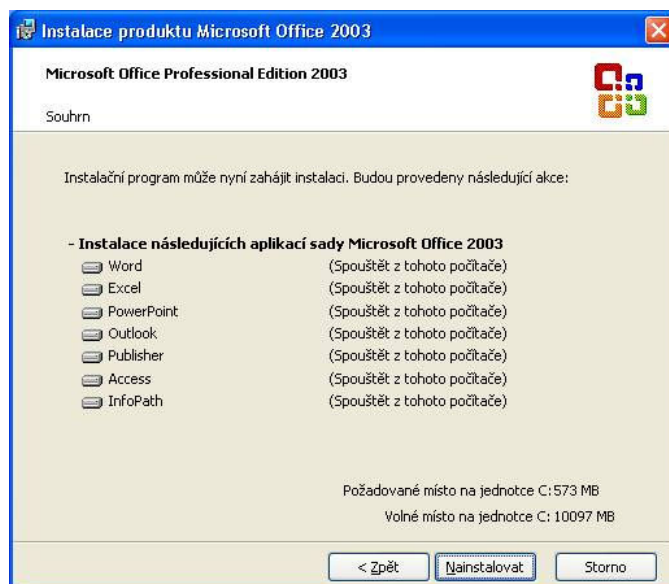 Instalace produktu Microsoft Office 2003
Microsoft Office Professional Edition 2003
Souhrn
Instalační program může nyní zahájit instalaci. Budou provedeny následující akce:
- Instalace následujících aplikací sady Microsoft Office 2003
Word (Spouštět z tohoto počítače)
Excel (Spouštět z tohoto počítače)
PowerPoint (Spouštět z tohoto počítače)
Outlook (Spouštět z tohoto počítače)
Publisher (Spouštět z tohoto počítače)
Access (Spouštět z tohoto počítače)
InfoPath (Spouštět z tohoto počítače)
Požadované místo na jednotce C: 573 MB
Volné místo na jednotce C: 10097 MB
< Zpět Nainstalovat Storno